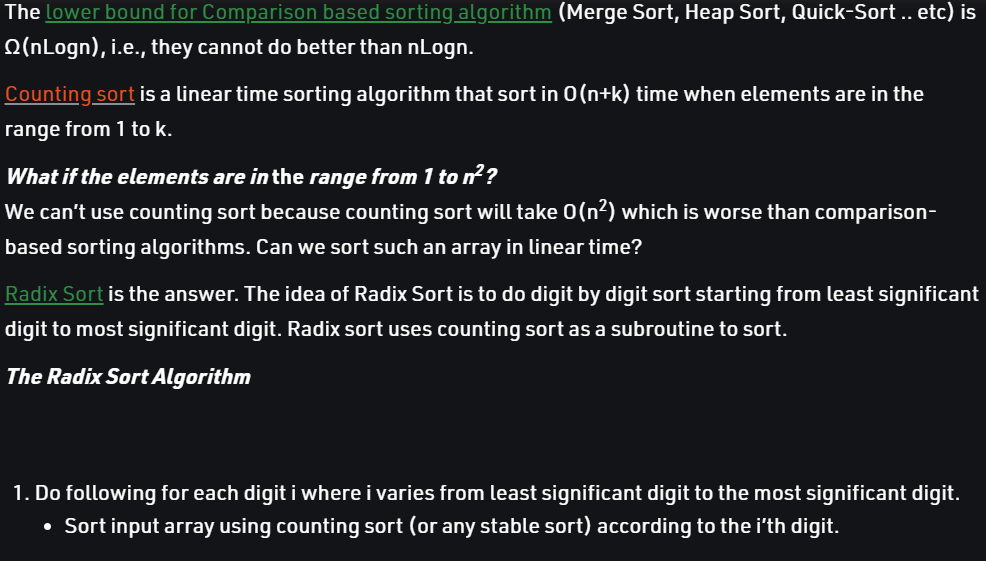 The lower bound for Comparison based sorting algorithm (Merge Sort, Heap Sort, Quick-Sort .. etc) is
Ω(nLogn), i.e., they cannot do better than nLogn.
Counting sort is a linear time sorting algorithm that sort in O(n+k) time when elements are in the
range from 1 to k.
What if the elements are in the range from 1 to n²?
We can't use counting sort because counting sort will take O(n²) which is worse than comparison-
based sorting algorithms. Can we sort such an array in linear time?
Radix Sort is the answer. The idea of Radix Sort is to do digit by digit sort starting from least significant
digit to most significant digit. Radix sort uses counting sort as a subroutine to sort.
The Radix Sort Algorithm
1. Do following for each digit i where i varies from least significant digit to the most significant digit.
• Sort input array using counting sort (or any stable sort) according to the i'th digit.